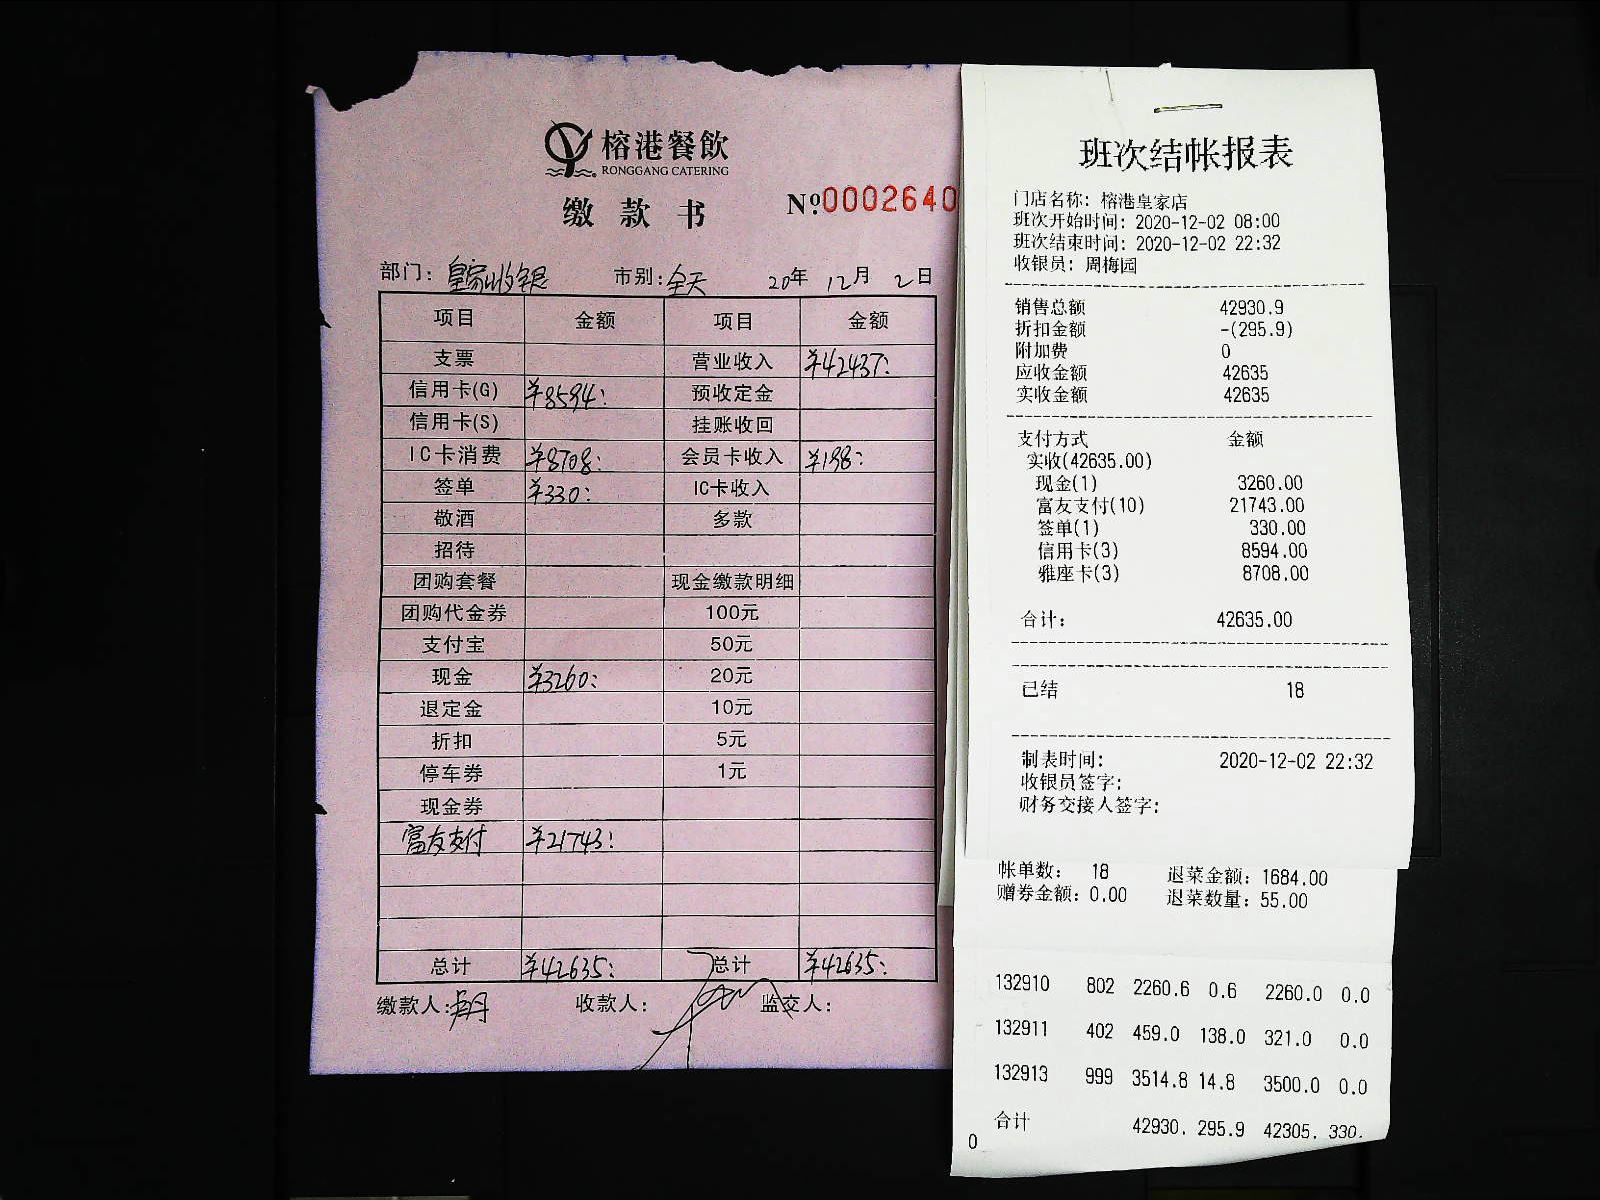 榕港餐飲
RONGGANG CATERING
缴款书
№.0002640
部门：皇家收银 市别：全天 20年 12月 2日
项目 金额 项目 金额
支票 营业收入 ¥42437:
信用卡(G) ¥8594: 预收定金
信用卡(S) 挂账收回
IC卡消费 ¥8708: 会员卡收入 ¥198:
签单 ¥330: IC卡收入
敬酒 多款
招待
团购套餐 现金缴款明细
团购代金券 100元
支付宝 50元
现金 ¥3260: 20元
退定金 10元
折扣 5元
停车券 1元
现金券
富友支付 ¥21743:
总计 ¥42635: 总计 ¥42635:
缴款人: 收款人: 监交人:
班次结帐报表
门店名称: 榕港皇家店
班次开始时间: 2020-12-02 08:00
班次结束时间: 2020-12-02 22:32
收银员: 周梅园
销售总额 42930.9
折扣金额 -(295.9)
附加费 0
应收金额 42635
实收金额 42635
支付方式 金额
实收(42635.00)
现金(1) 3260.00
富友支付(10) 21743.00
签单(1) 330.00
信用卡(3) 8594.00
雅座卡(3) 8708.00
合计: 42635.00
已结 18
制表时间: 2020-12-02 22:32
收银员签字:
财务交接人签字:
帐单数: 18 退菜金额: 1684.00
赠券金额: 0.00 退菜数量: 55.00
132910 802 2260.6 0.6 2260.0 0.0
132911 402 459.0 138.0 321.0 0.0
132913 999 3514.8 14.8 3500.0 0.0
合计 42930. 295.9 42305. 330.
0